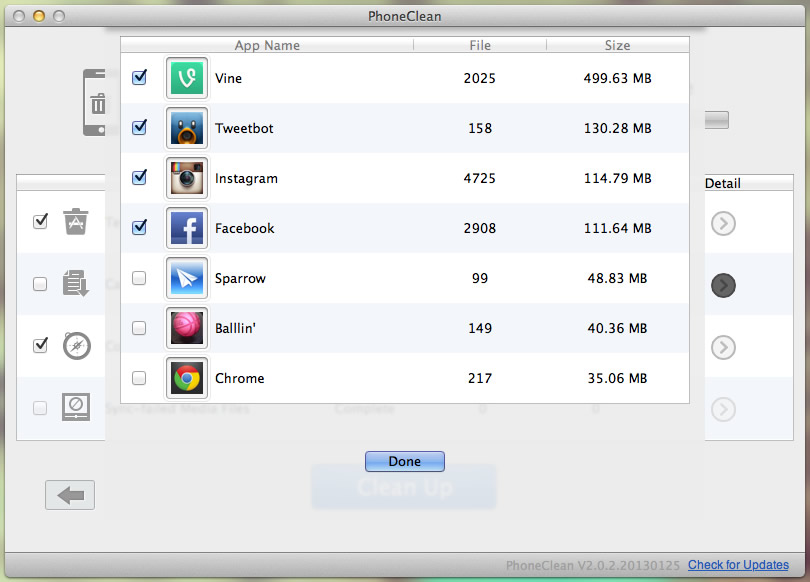 PhoneClean
App Name File Size
Vine 2025 499.63 MB
Tweetbot 158 130.28 MB
Instagram 4725 114.79 MB
Detail
Facebook 2908 111.64 MB
Sparrow 99 48.83 MB
Balllin' 149 40.36 MB
Chrome 217 35.06 MB
Sync-failed Media Files Complete 0 0
Done
Clean Up
PhoneClean V2.0.2.20130125 Check for Updates